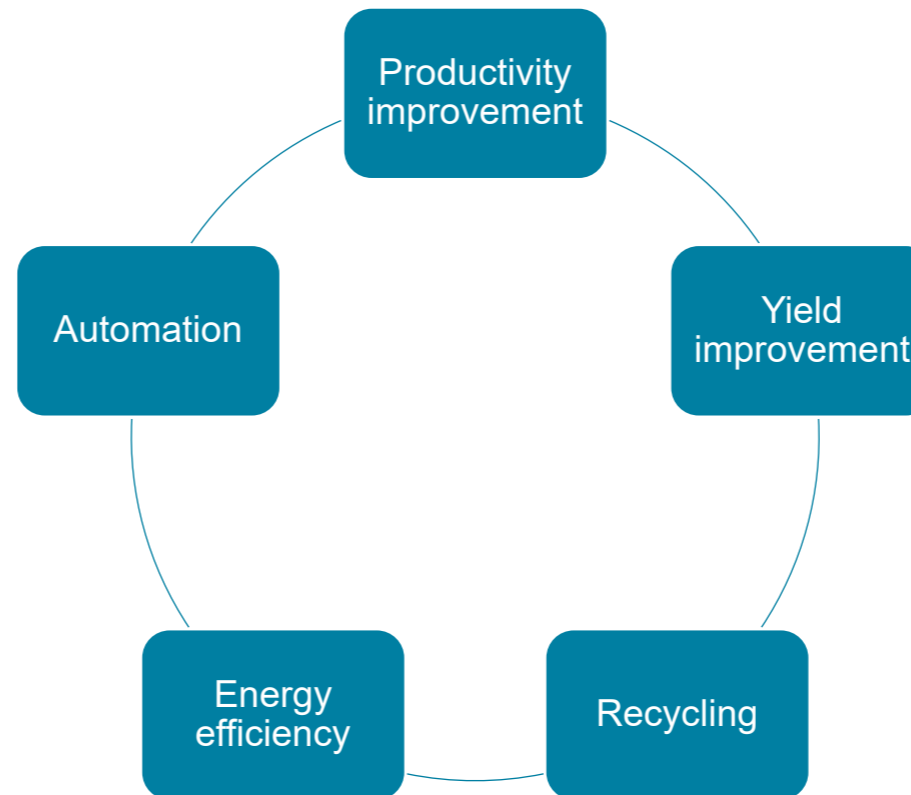 Productivity
improvement
Yield
improvement
Recycling
Energy
efficiency
Automation